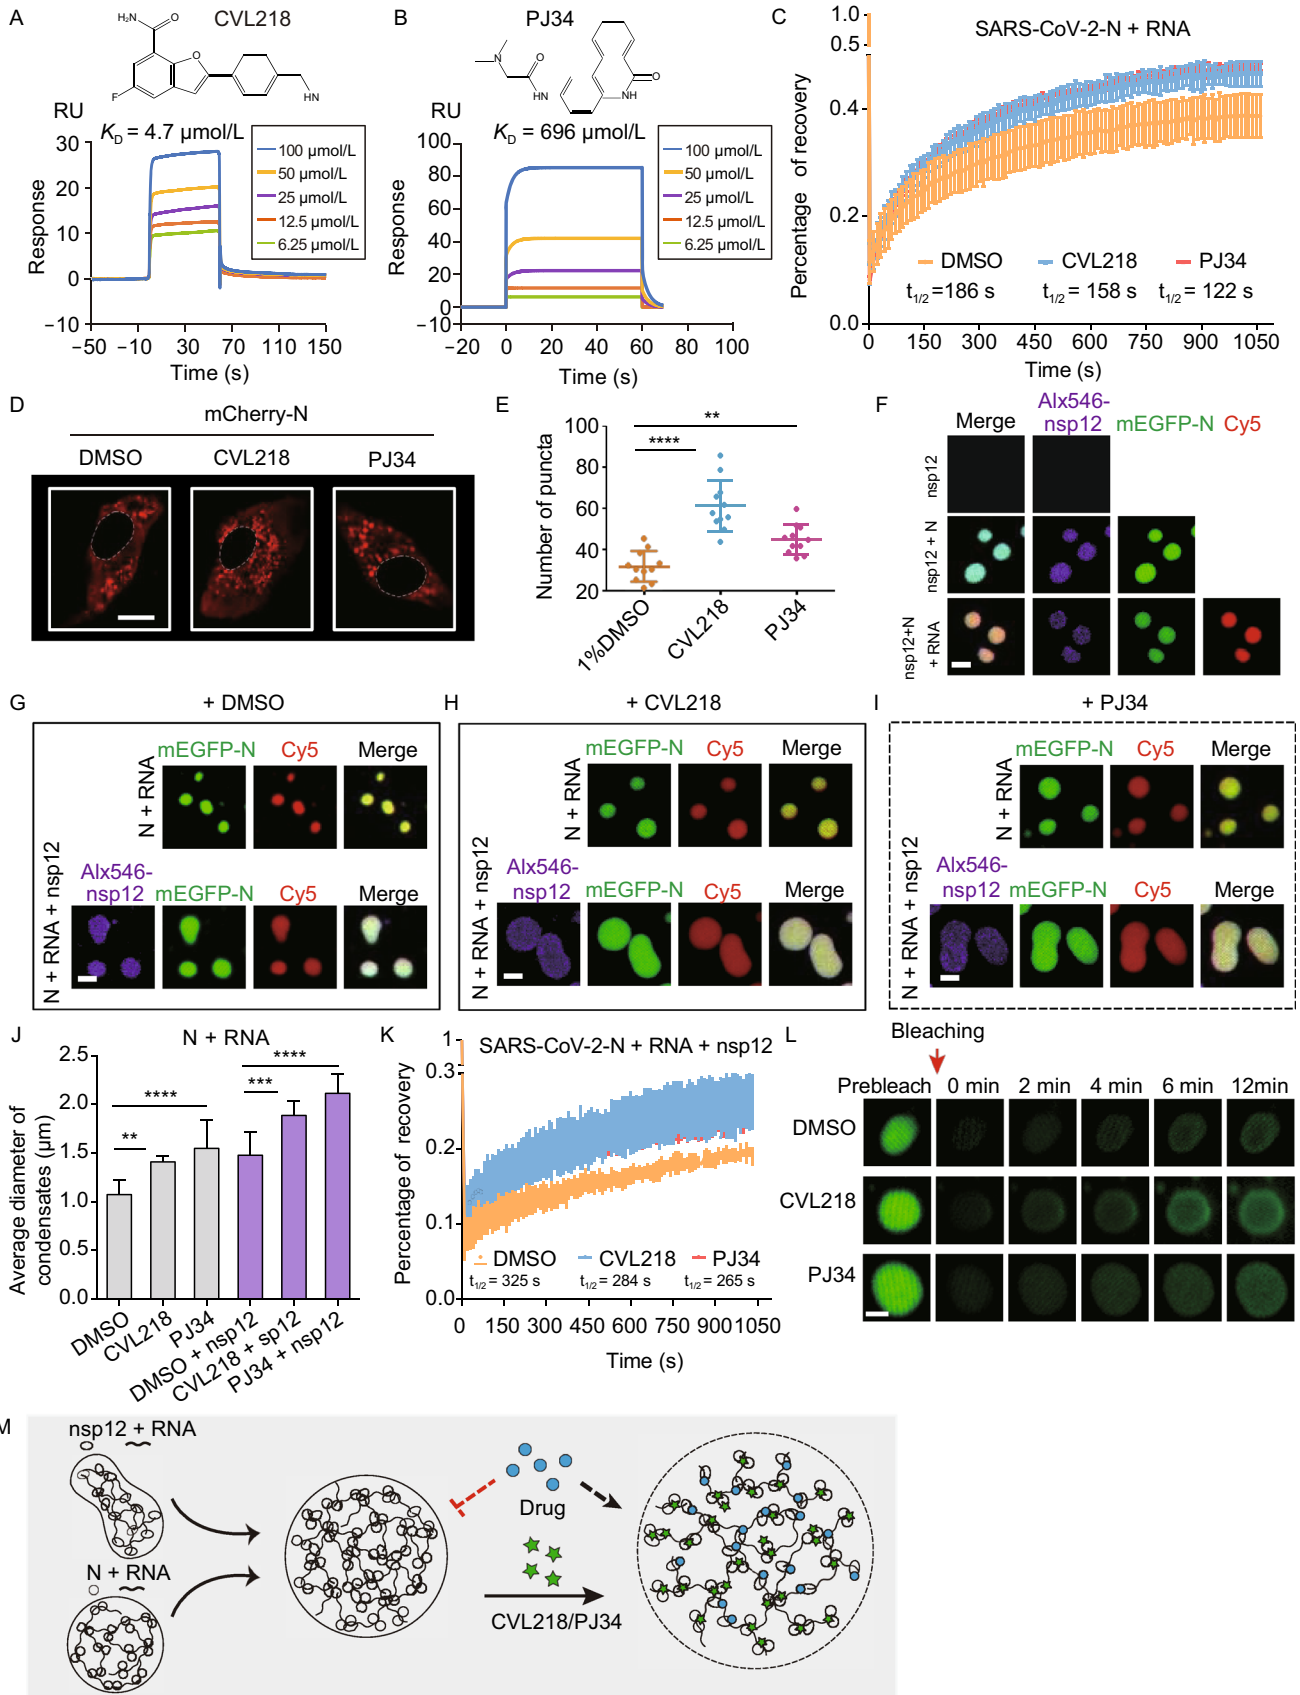 A
CVL218
H₂N
O
O
F
HN
RU
K_D = 4.7 μmol/L
30
20
10
0
−10
Response
100 μmol/L
50 μmol/L
25 μmol/L
12.5 μmol/L
6.25 μmol/L
−50 −10 30 70 110 150
Time (s)
B
PJ34
N
O
HN
NH
O
RU
K_D = 696 μmol/L
100
80
60
40
20
0
−10
Response
100 μmol/L
50 μmol/L
25 μmol/L
12.5 μmol/L
6.25 μmol/L
−20 0 20 40 60 80 100
Time (s)
C
SARS-CoV-2-N + RNA
1.0
0.5
0.4
0.2
0.0
Percentage of recovery
DMSO CVL218 PJ34
t1/2 =186 s t1/2 = 158 s t1/2 = 122 s
0 150 300 450 600 750 900 1050
Time (s)
D
mCherry-N
DMSO CVL218 PJ34
E
100
80
60
40
20
Number of puncta
**
****
1%DMSO CVL218 PJ34
F
Merge Alx546-nsp12 mEGFP-N Cy5
nsp12
nsp12 + N
nsp12+N + RNA
G
+ DMSO
N + RNA
mEGFP-N Cy5 Merge
N + RNA + nsp12
Alx546-nsp12 mEGFP-N Cy5 Merge
H
+ CVL218
N + RNA
mEGFP-N Cy5 Merge
N + RNA + nsp12
Alx546-nsp12 mEGFP-N Cy5 Merge
I
+ PJ34
N + RNA
mEGFP-N Cy5 Merge
N + RNA + nsp12
Alx546-nsp12 mEGFP-N Cy5 Merge
J
N + RNA
2.5
2.0
1.5
1.0
0.5
0.0
Average diameter of condensates (μm)
**
****
***
****
DMSO
CVL218
PJ34
DMSO + nsp12
CVL218 + sp12
PJ34 + nsp12
K
SARS-CoV-2-N + RNA + nsp12
1
0.3
0.2
0.1
0.0
Percentage of recovery
DMSO CVL218 PJ34
t1/2 = 325 s t1/2 = 284 s t1/2 = 265 s
0 150 300 450 600 750 900 1050
Time (s)
L
Bleaching
Prebleach 0 min 2 min 4 min 6 min 12min
DMSO
CVL218
PJ34
M
nsp12 + RNA
N + RNA
Drug
CVL218/PJ34